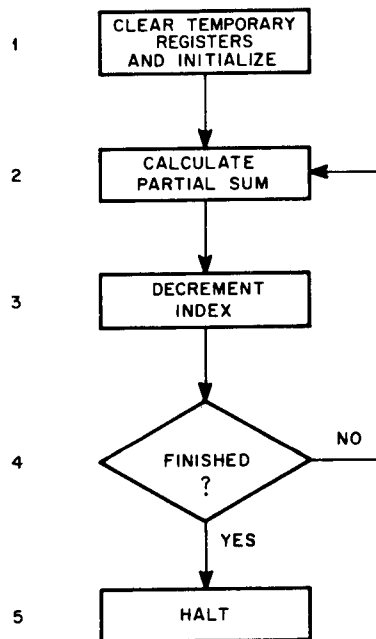 1
CLEAR TEMPORARY
REGISTERS
AND INITIALIZE
2
CALCULATE
PARTIAL SUM
3
DECREMENT
INDEX
4
FINISHED
?
NO
YES
5
HALT